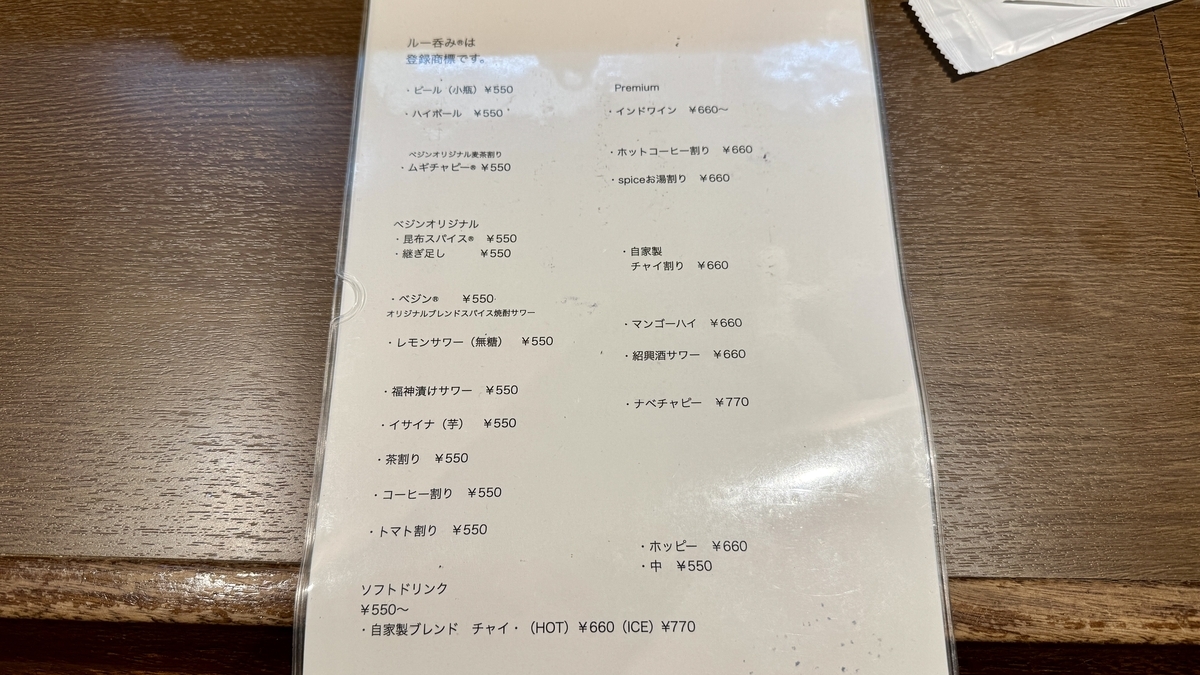 ルー呑み®は
登録商標です。
・ビール（小瓶）¥550
・ハイボール　¥550
ベジンオリジナル麦茶割り
・ムギチャピー® ¥550
ベジンオリジナル
・昆布スパイス®　¥550
・継ぎ足し　　　¥550
・ベジン®　　¥550
オリジナルブレンドスパイス焼酎サワー
・レモンサワー（無糖）　¥550
・福神漬けサワー　¥550
・イサイナ（芋）　¥550
・茶割り　¥550
・コーヒー割り　¥550
・トマト割り　¥550
Premium
・インドワイン　¥660〜
・ホットコーヒー割り　¥660
・spiceお湯割り　¥660
・自家製
チャイ割り　¥660
・マンゴーハイ　¥660
・紹興酒サワー　¥660
・ナベチャピー　¥770
・ホッピー　¥660
・中　¥550
ソフトドリンク
¥550〜
・自家製ブレンド　チャイ・（HOT）¥660（ICE）¥770